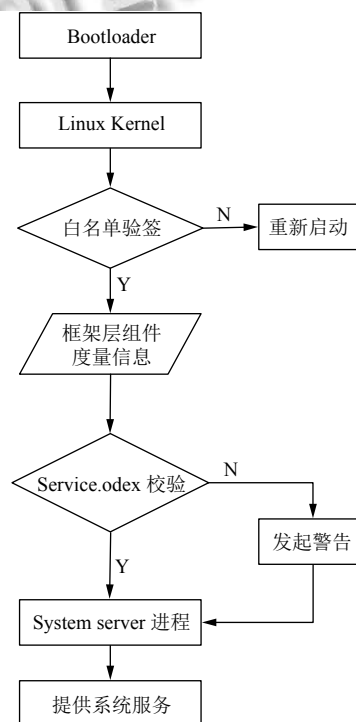 Bootloader
Linux Kernel
白名单验签
N
重新启动
Y
框架层组件
度量信息
Service.odex 校验
N
发起警告
Y
System server 进程
提供系统服务